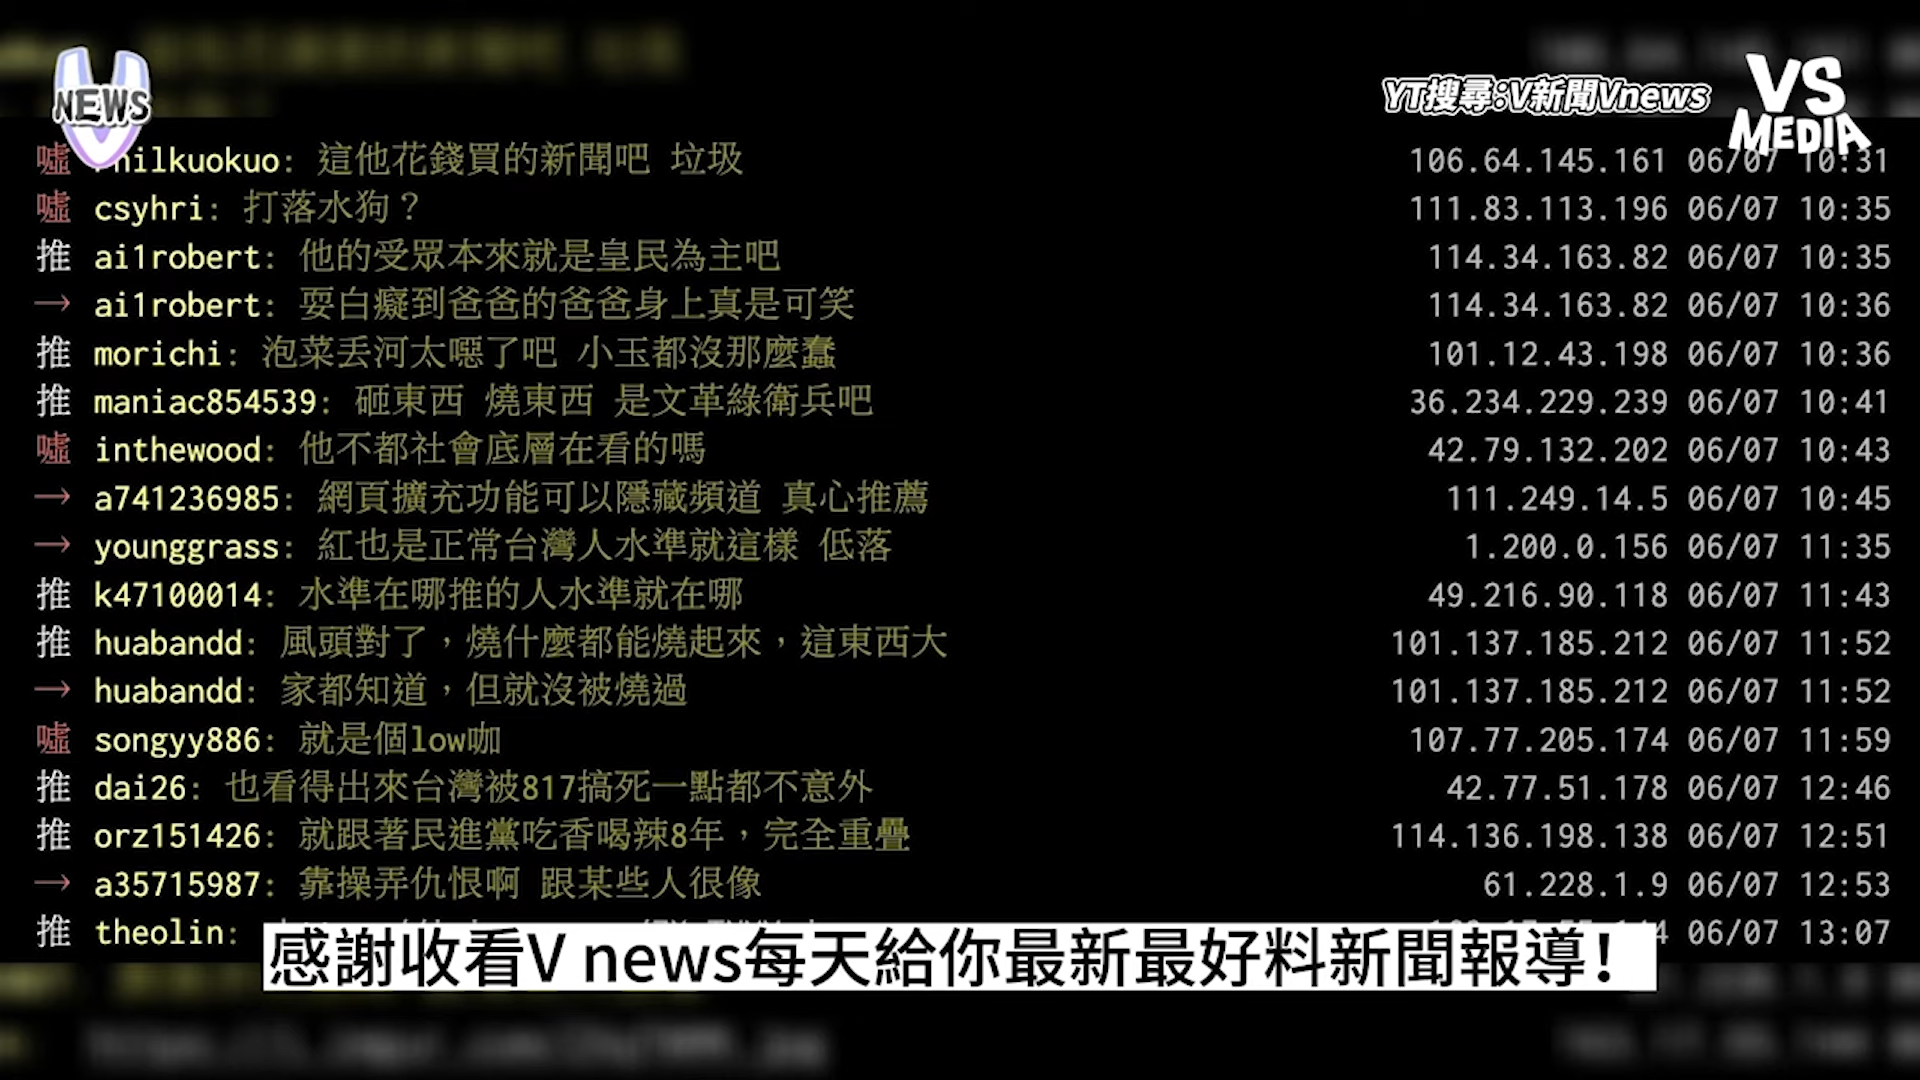 NEWS
YT搜尋:V新聞Vnews
VS
MEDIA
噓 hilkuokuo: 這他花錢買的新聞吧 垃圾 106.64.145.161 06/07 10:31
噓 csyhri: 打落水狗？ 111.83.113.196 06/07 10:35
推 ai1robert: 他的受眾本來就是皇民為主吧 114.34.163.82 06/07 10:35
→ ai1robert: 耍白癡到爸爸的爸爸身上真是可笑 114.34.163.82 06/07 10:36
推 morichi: 泡菜丟河太噁了吧 小玉都沒那麼蠢 101.12.43.198 06/07 10:36
推 maniac854539: 砸東西 燒東西 是文革綠衛兵吧 36.234.229.239 06/07 10:41
噓 inthewood: 他不都社會底層在看的嗎 42.79.132.202 06/07 10:43
→ a741236985: 網頁擴充功能可以隱藏頻道 真心推薦 111.249.14.5 06/07 10:45
→ younggrass: 紅也是正常台灣人水準就這樣 低落 1.200.0.156 06/07 11:35
推 k47100014: 水準在哪推的人水準就在哪 49.216.90.118 06/07 11:43
推 huabandd: 風頭對了，燒什麼都能燒起來，這東西大 101.137.185.212 06/07 11:52
→ huabandd: 家都知道，但就沒被燒過 101.137.185.212 06/07 11:52
噓 songyy886: 就是個low咖 107.77.205.174 06/07 11:59
推 dai26: 也看得出來台灣被817搞死一點都不意外 42.77.51.178 06/07 12:46
推 orz151426: 就跟著民進黨吃香喝辣8年，完全重疊 114.136.198.138 06/07 12:51
→ a35715987: 靠操弄仇恨啊 跟某些人很像 61.228.1.9 06/07 12:53
推 theolin: 06/07 13:07
感謝收看V news每天給你最新最好料新聞報導！